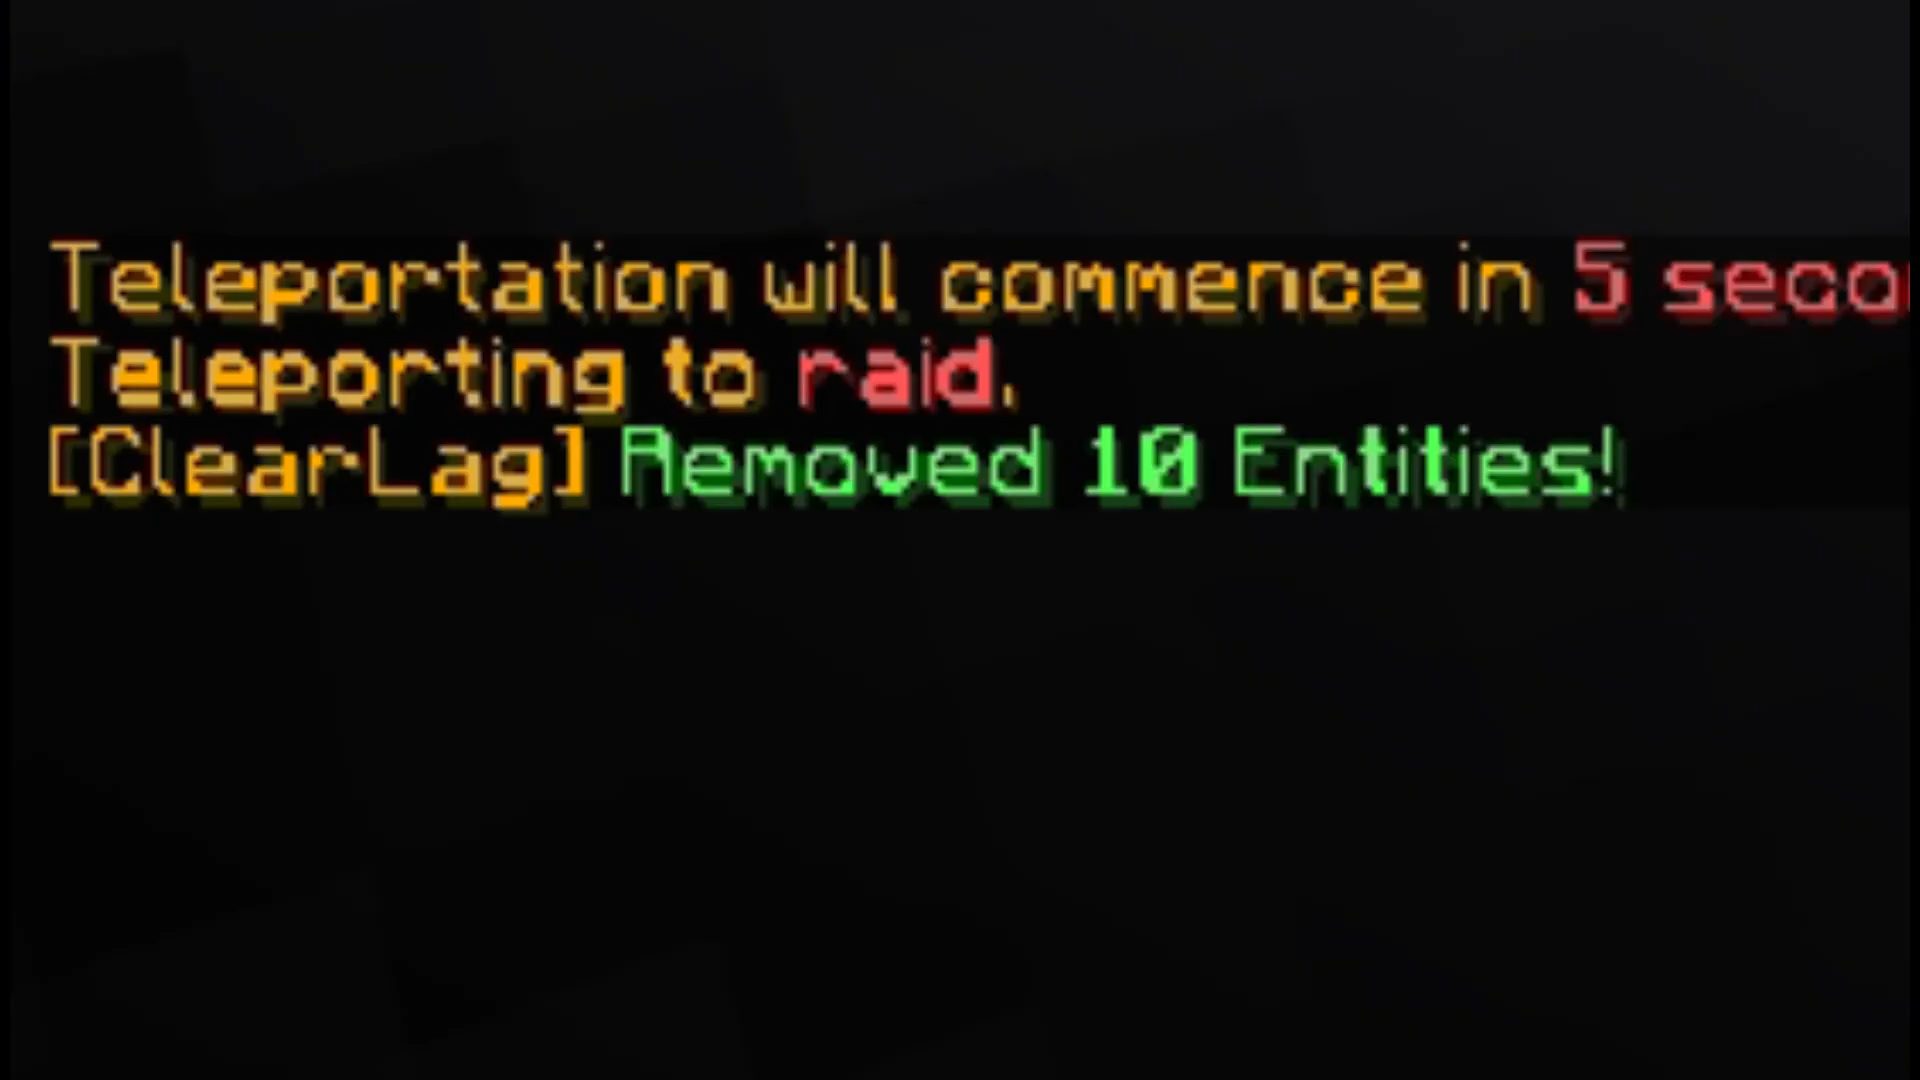 Teleportation will commence in 5
Teleporting to raid.
[ClearLag] Removed 10 Entities!